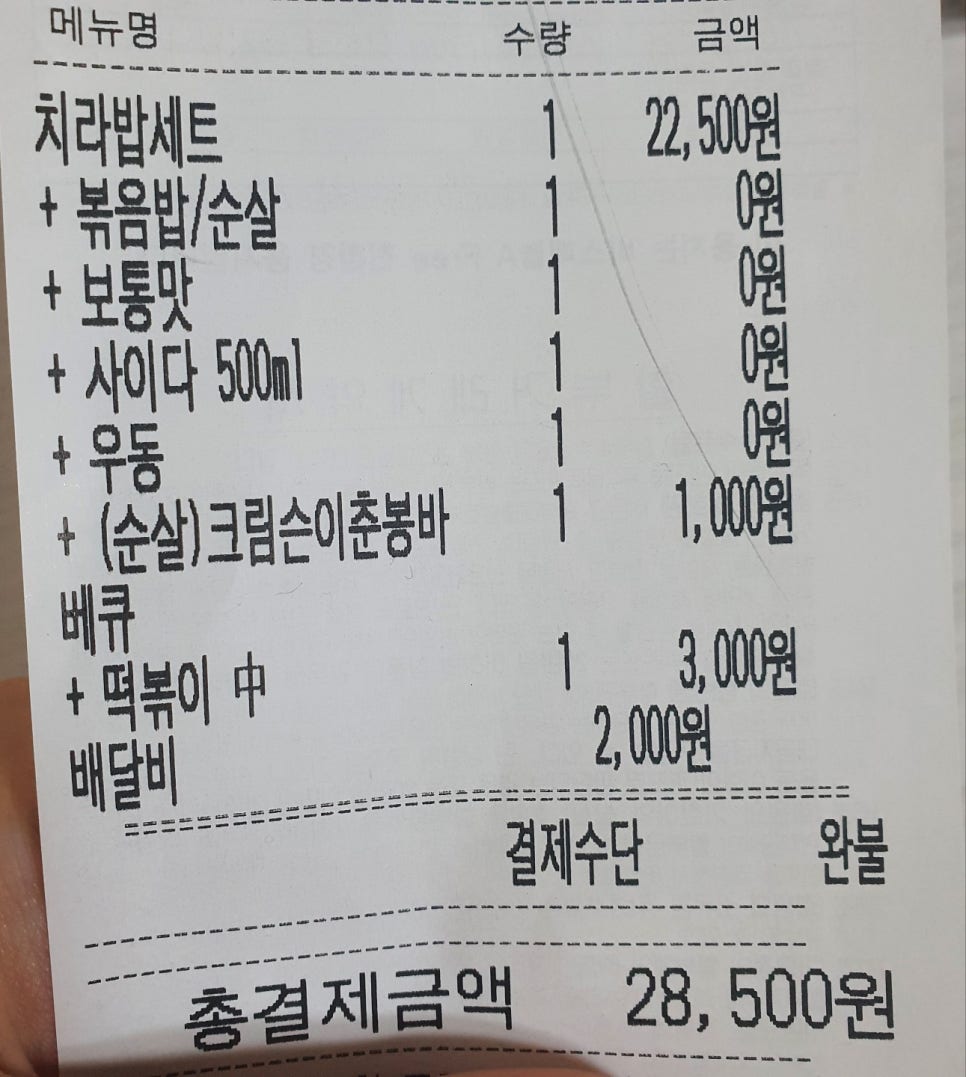 메뉴명 수량 금액
치라밥세트 1 22,500원
+ 볶음밥/순살 1 0원
+ 보통맛 1 0원
+ 사이다 500ml 1 0원
+ 우동 1 0원
+ (순살)크림슨이춘봉바 1 1,000원
베큐
+ 떡볶이 中 1 3,000원
배달비 2,000원
결제수단 완불
총결제금액 28,500원